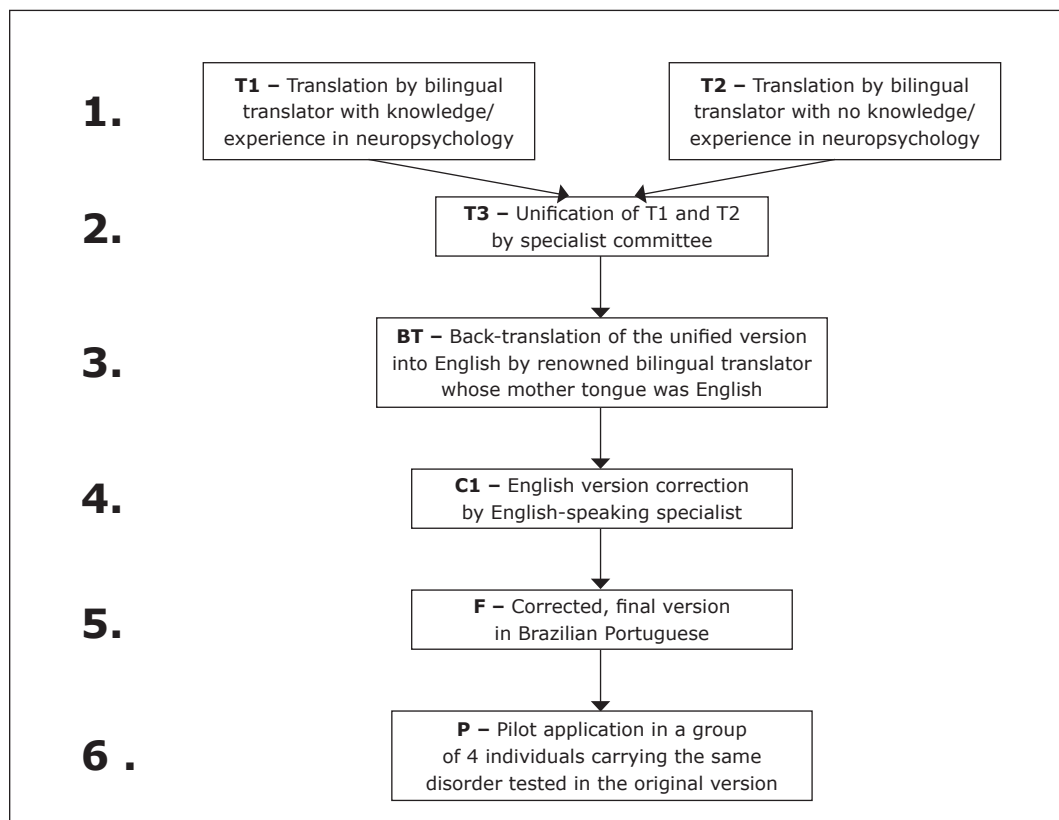 1.
T1 – Translation by bilingual
translator with knowledge/
experience in neuropsychology
T2 – Translation by bilingual
translator with no knowledge/
experience in neuropsychology
2.
T3 – Unification of T1 and T2
by specialist committee
3.
BT – Back-translation of the unified version
into English by renowned bilingual translator
whose mother tongue was English
4.
C1 – English version correction
by English-speaking specialist
5.
F – Corrected, final version
in Brazilian Portuguese
6 .
P – Pilot application in a group
of 4 individuals carrying the same
disorder tested in the original version